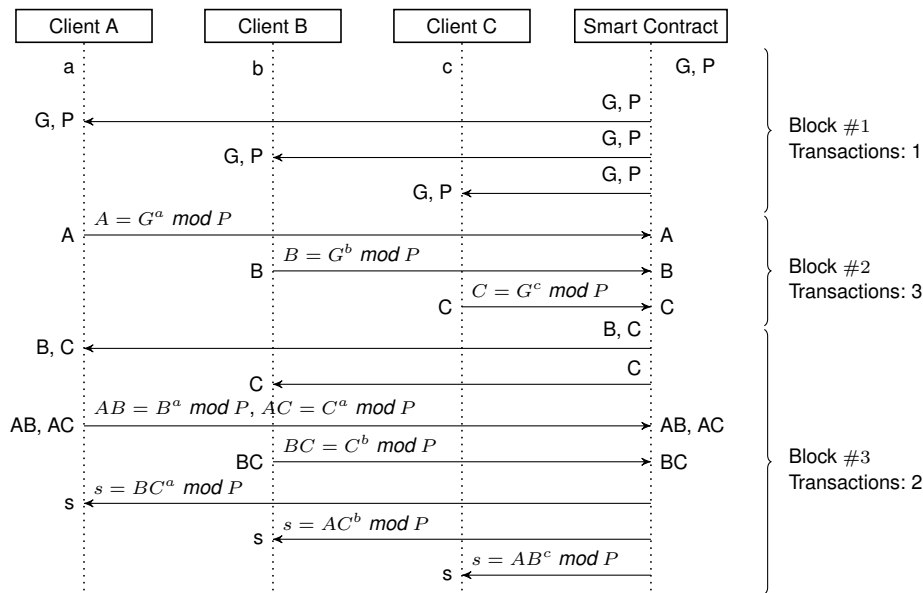 Client A Client B Client C Smart Contract
a b c G, P
G, P
G, P
G, P
G, P
G, P
G, P
Block #1
Transactions: 1
A = G^a mod P
A A
B = G^b mod P
B B
C = G^c mod P
C C
Block #2
Transactions: 3
B, C
B, C
C
C
AB = B^a mod P, AC = C^a mod P
AB, AC AB, AC
BC = C^b mod P
BC BC
s = BC^a mod P
s
s = AC^b mod P
s
s = AB^c mod P
s
Block #3
Transactions: 2